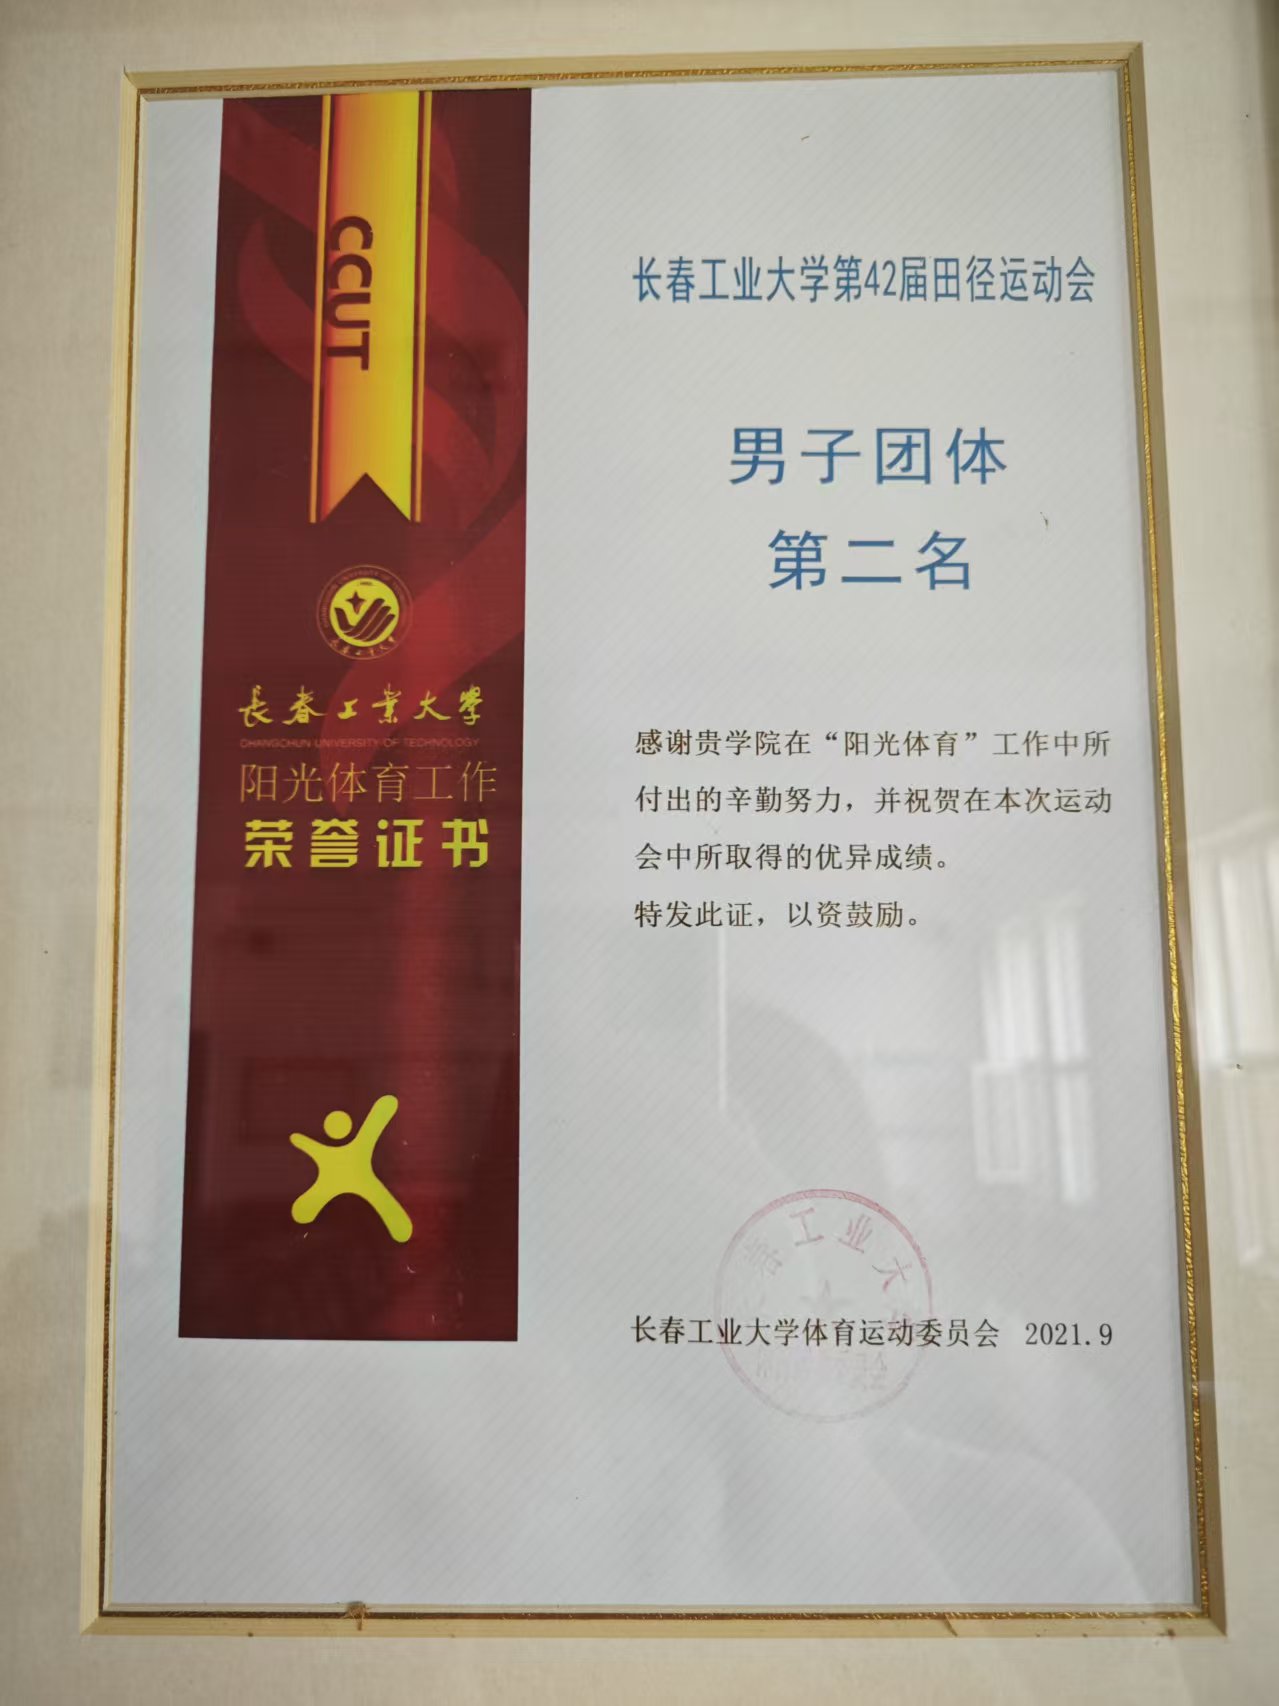 CCUT
长春工业大学
CHANGCHUN UNIVERSITY OF TECHNOLOGY
阳光体育工作
荣誉证书
长春工业大学第42届田径运动会
男子团体
第二名
感谢贵学院在“阳光体育”工作中所
付出的辛勤努力，并祝贺在本次运动
会中所取得的优异成绩。
特发此证，以资鼓励。
长春工业大学体育运动委员会 2021.9